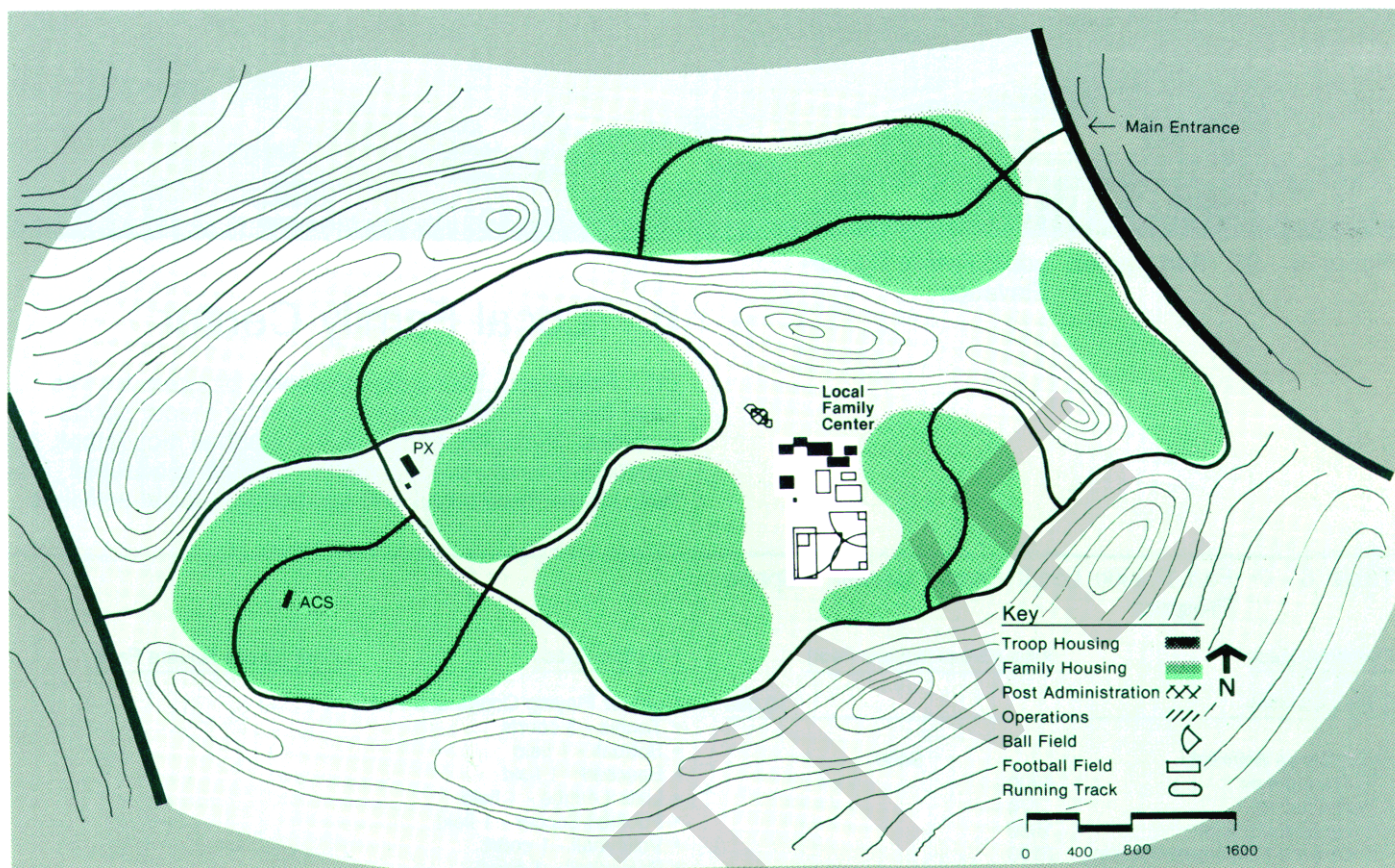 Main Entrance
Local
Family
Center
PX
ACS
Key
Troop Housing
Family Housing
Post Administration
Operations
Ball Field
Football Field
Running Track
N
0 400 800 1600
TIVE